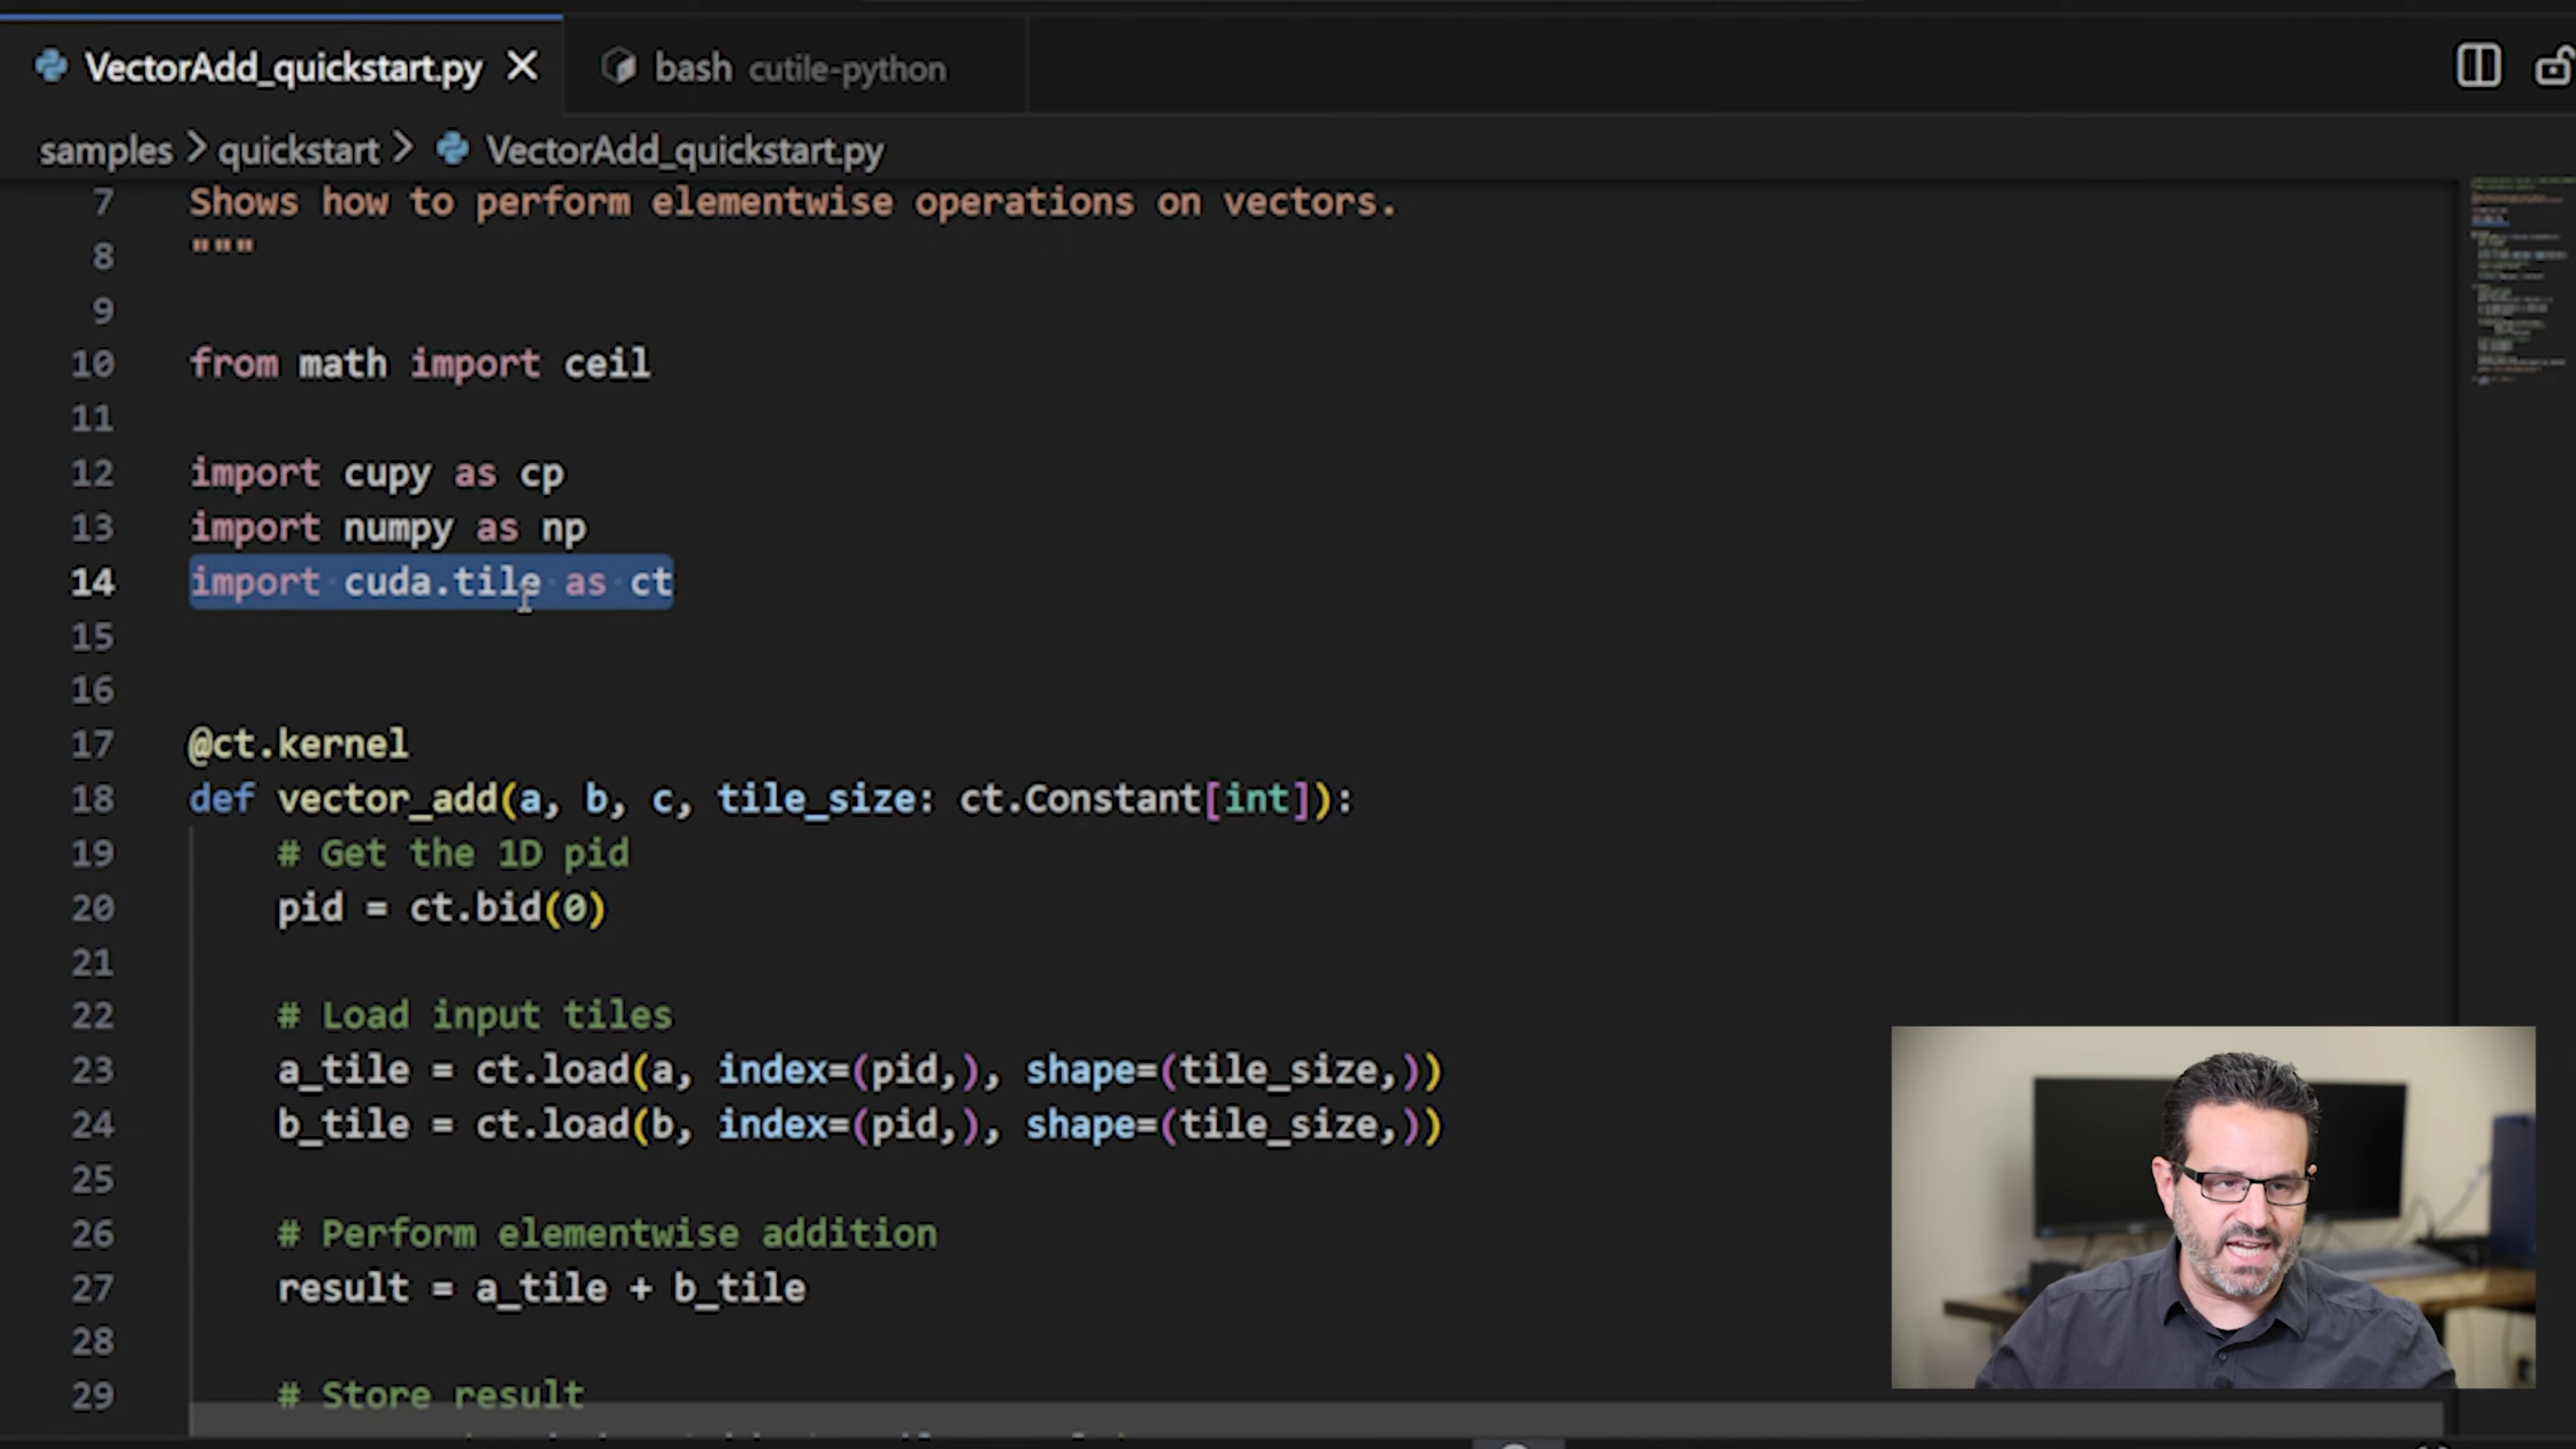 VectorAdd_quickstart.py
bash cutile-python
samples > quickstart > VectorAdd_quickstart.py
7 Shows how to perform elementwise operations on vectors.
8 """
9
10 from math import ceil
11
12 import cupy as cp
13 import numpy as np
14 import cuda.tile as ct
15
16
17 @ct.kernel
18 def vector_add(a, b, c, tile_size: ct.Constant[int]):
19 # Get the 1D pid
20 pid = ct.bid(0)
21
22 # Load input tiles
23 a_tile = ct.load(a, index=(pid,), shape=(tile_size,))
24 b_tile = ct.load(b, index=(pid,), shape=(tile_size,))
25
26 # Perform elementwise addition
27 result = a_tile + b_tile
28
29 # Store result